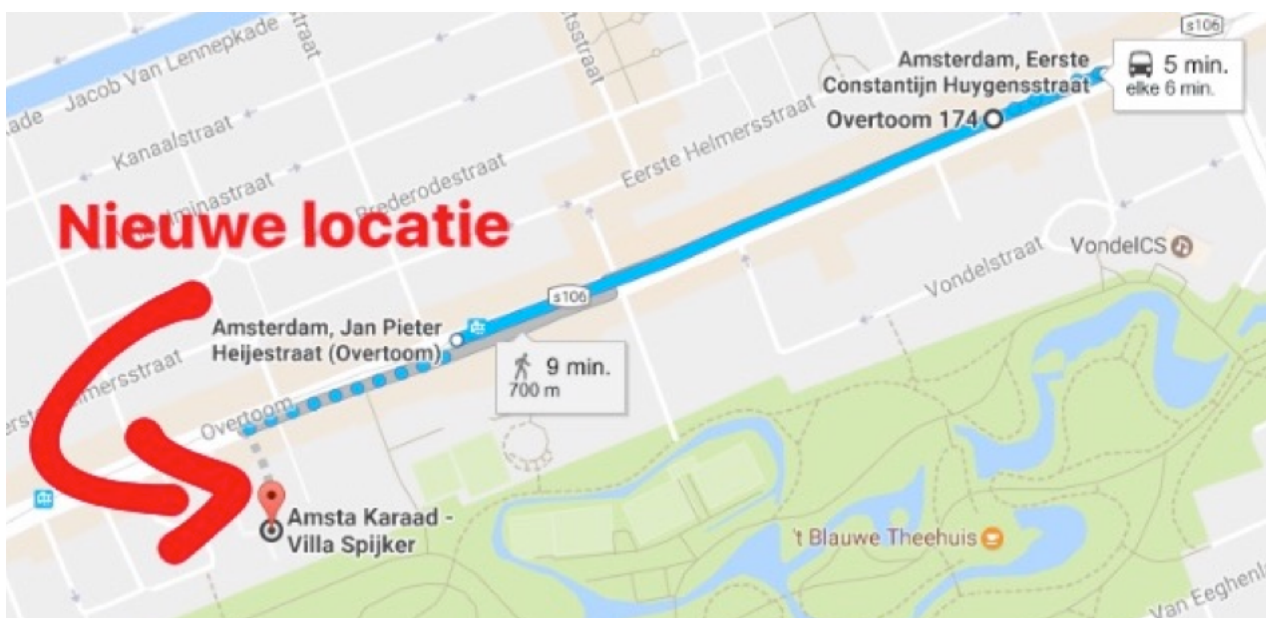 s106
Amsterdam, Eerste
Constantijn Huygensstraat
5 min.
elke 6 min.
Overtoom 174
Jacob Van Lennepkade
Kanaalstraat
Brederodestraat
Eerste Helmersstraat
Nieuwe locatie
Vondelstraat
VondelCS
s106
Amsterdam, Jan Pieter
Heijestraat (Overtoom)
9 min.
700 m
Overtoom
Amsta Karaad -
Villa Spijker
't Blauwe Theehuis